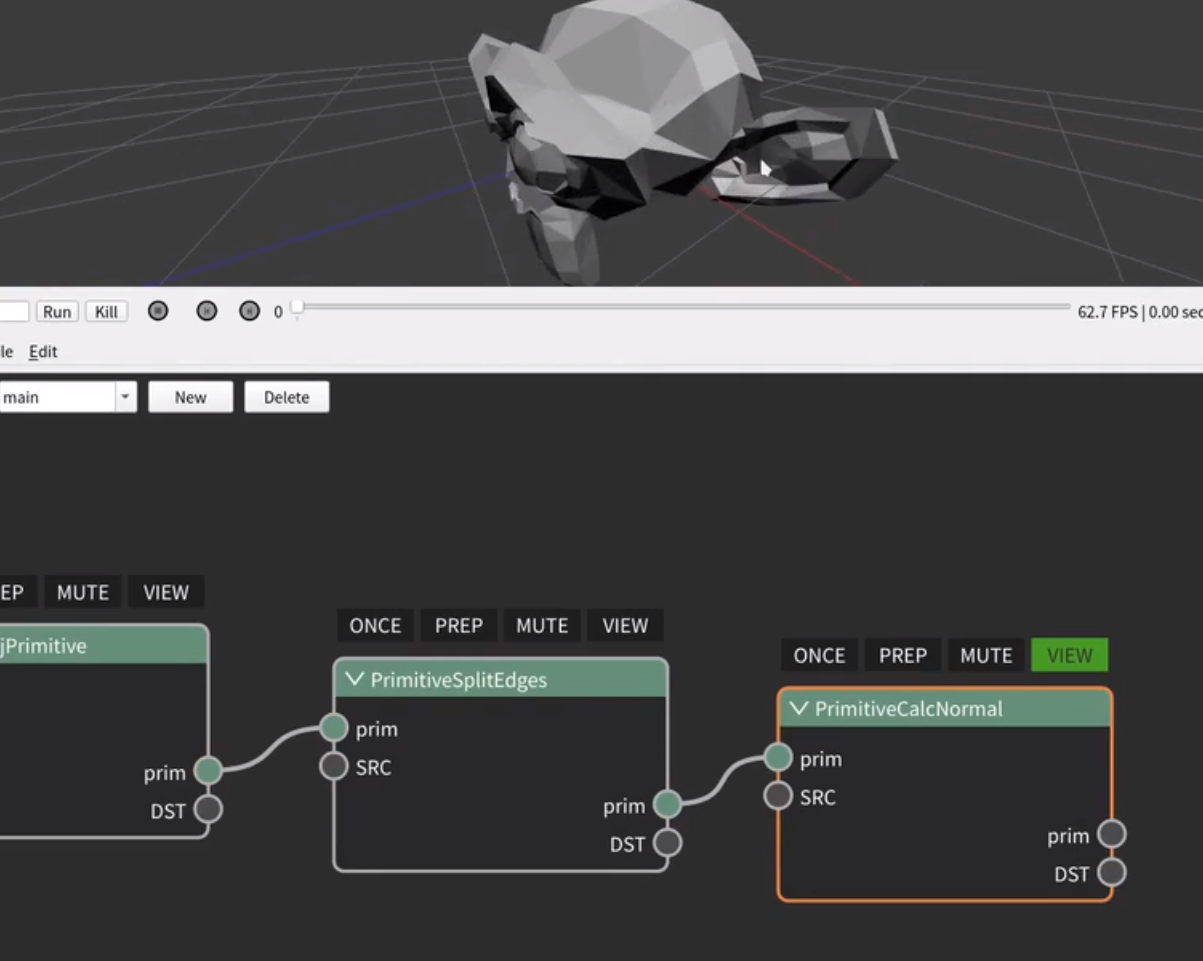 Run Kill 0 62.7 FPS | 0.00 sec
le Edit
main New Delete
EP MUTE VIEW
jPrimitive
prim
DST
ONCE PREP MUTE VIEW
PrimitiveSplitEdges
prim
SRC
prim
DST
ONCE PREP MUTE VIEW
PrimitiveCalcNormal
prim
SRC
prim
DST